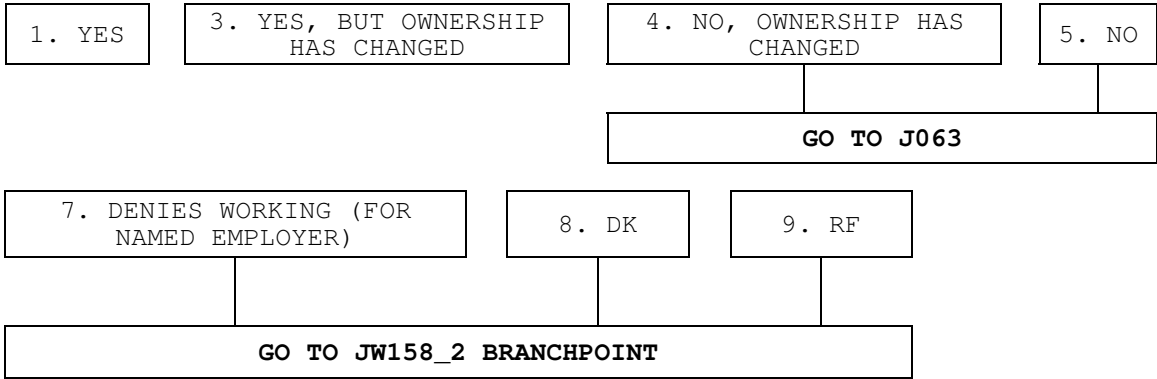 1. YES
3. YES, BUT OWNERSHIP
HAS CHANGED
4. NO, OWNERSHIP HAS
CHANGED
5. NO
GO TO J063
7. DENIES WORKING (FOR
NAMED EMPLOYER)
8. DK
9. RF
GO TO JW158_2 BRANCHPOINT